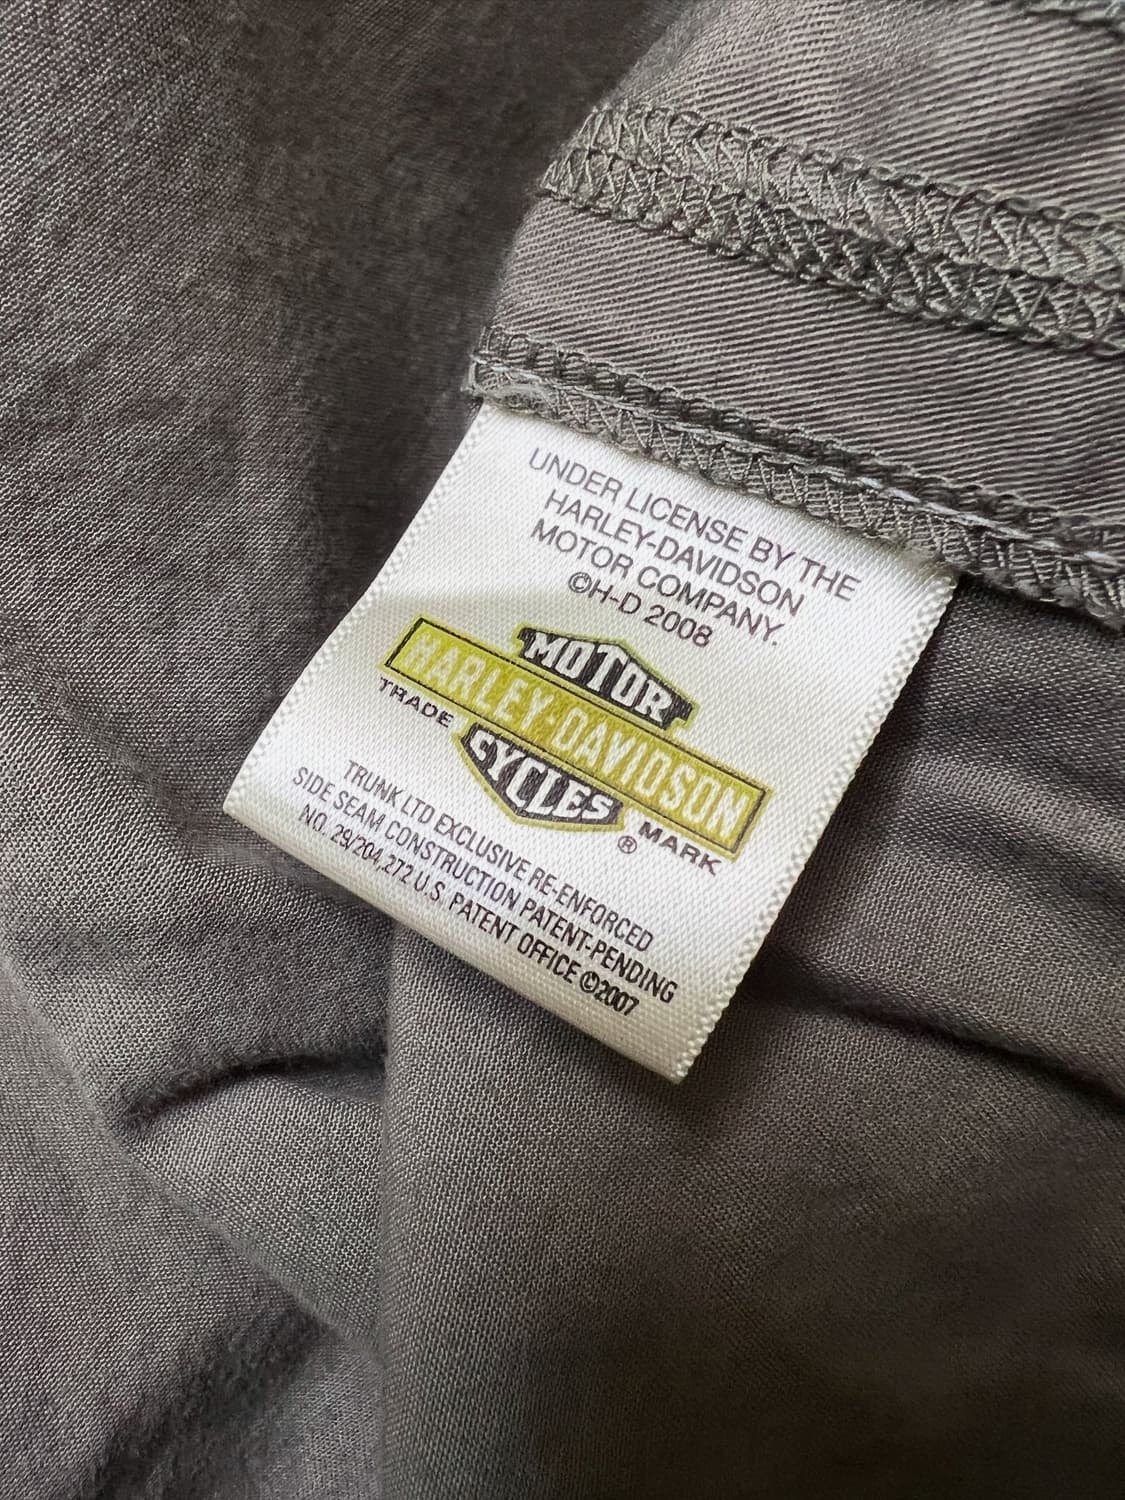 UNDER LICENSE BY THE
HARLEY-DAVIDSON
MOTOR COMPANY.
©H-D 2008
MOTOR
HARLEY-DAVIDSON
CYCLES
TRADE MARK
®
TRUNK LTD EXCLUSIVE RE-ENFORCED
SIDE SEAM CONSTRUCTION PATENT-PENDING
NO. 29/204,272 U.S. PATENT OFFICE ©2007